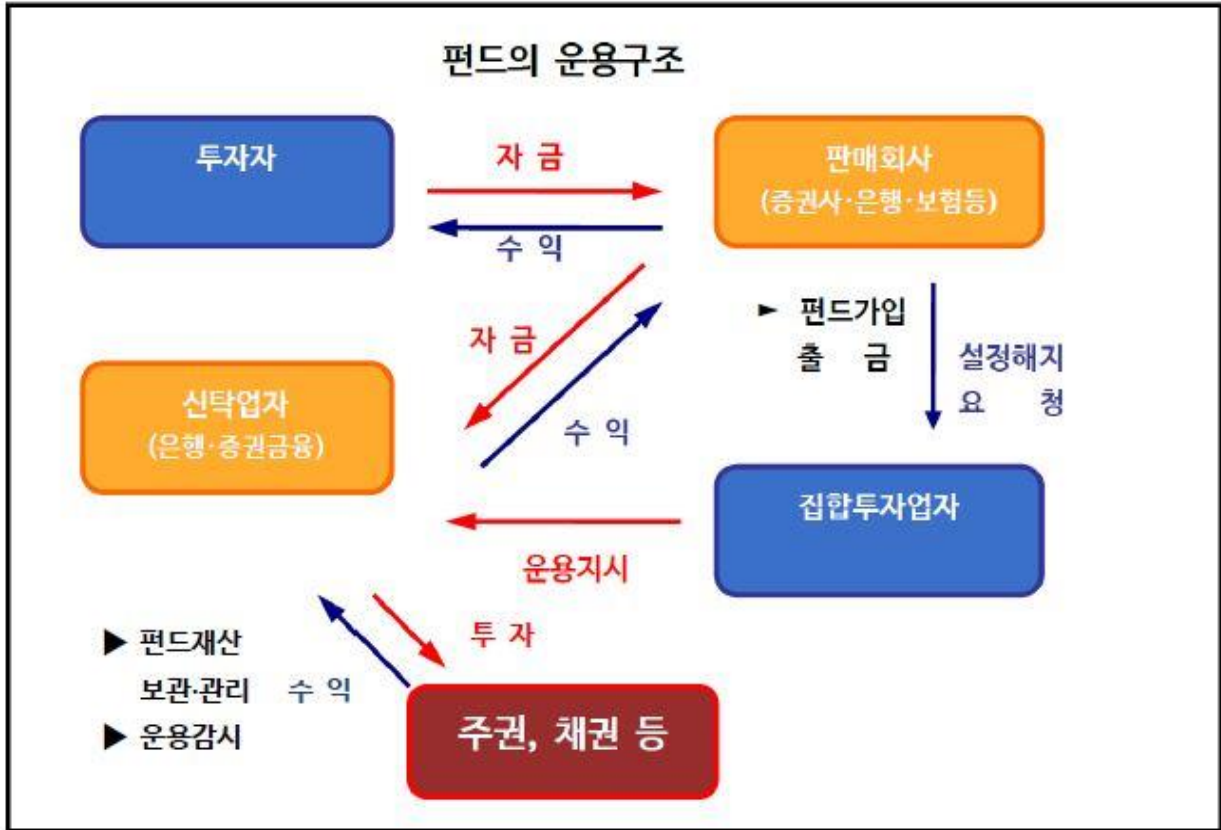 펀드의 운용구조
투자자
자 금
판매회사
(증권사·은행·보험등)
수 익
자 금
► 펀드가입
출 금
설정해지
요 청
신탁업자
(은행·증권금융)
수 익
집합투자업자
운용지시
투 자
▶ 펀드재산
보관·관리
수 익
▶ 운용감시
주권, 채권 등